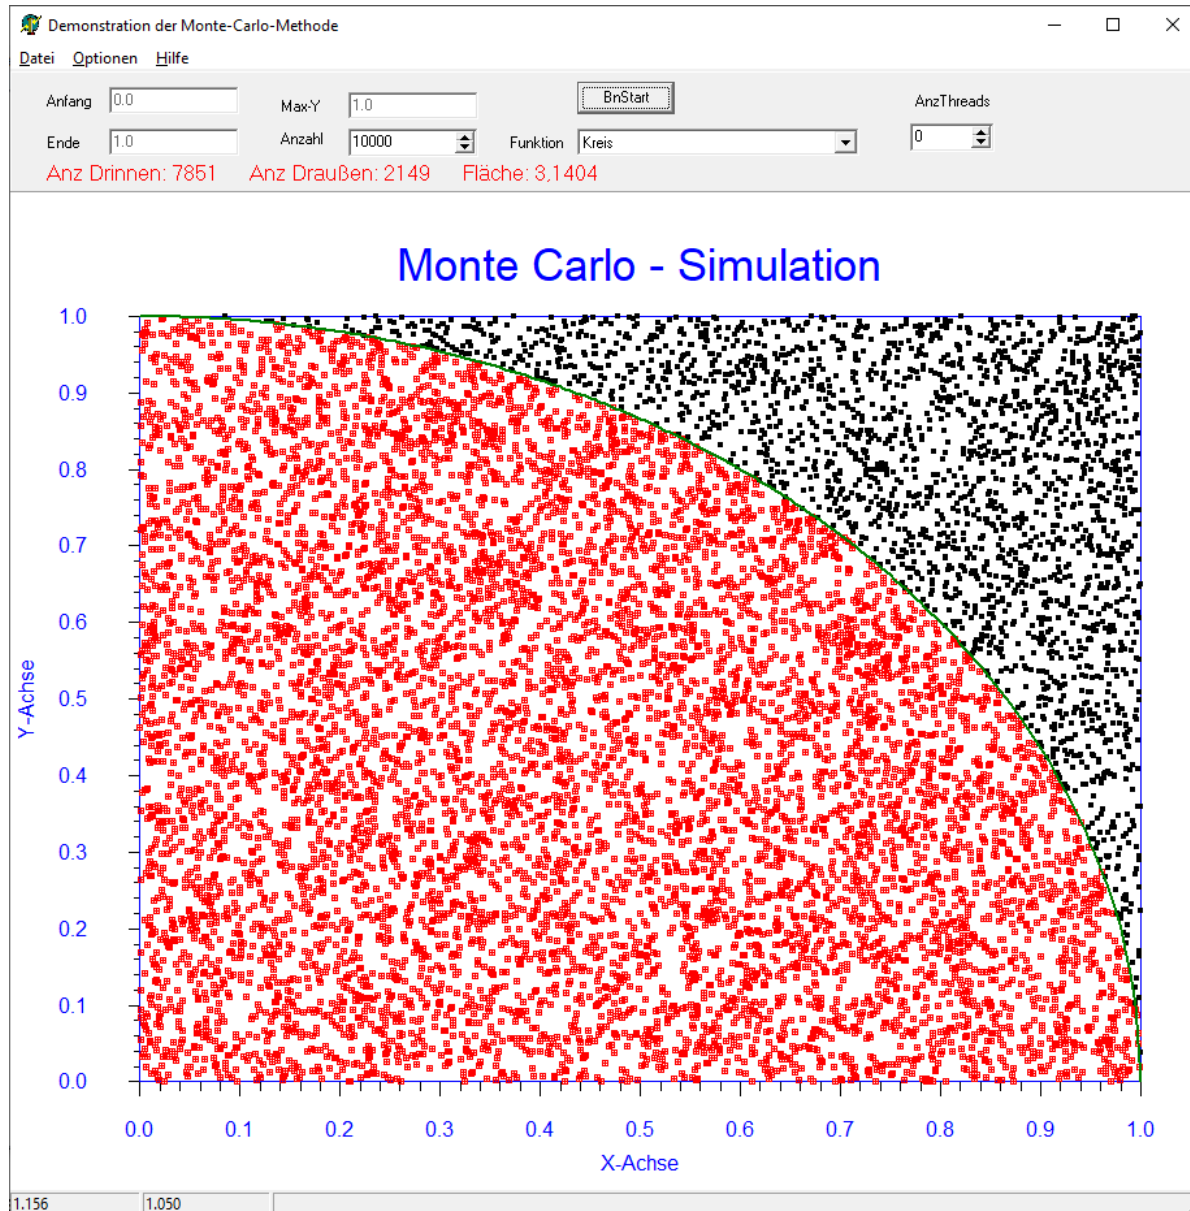 Demonstration der Monte-Carlo-Methode
Datei Optionen Hilfe
Anfang 0.0 Max-Y 1.0 BnStart AnzThreads
Ende 1.0 Anzahl 10000 Funktion Kreis 0
Anz Drinnen: 7851 Anz Draußen: 2149 Fläche: 3,1404
Monte Carlo - Simulation
1.0
0.9
0.8
0.7
0.6
0.5
0.4
0.3
0.2
0.1
0.0
Y-Achse
0.0 0.1 0.2 0.3 0.4 0.5 0.6 0.7 0.8 0.9 1.0
X-Achse
1.156 1.050